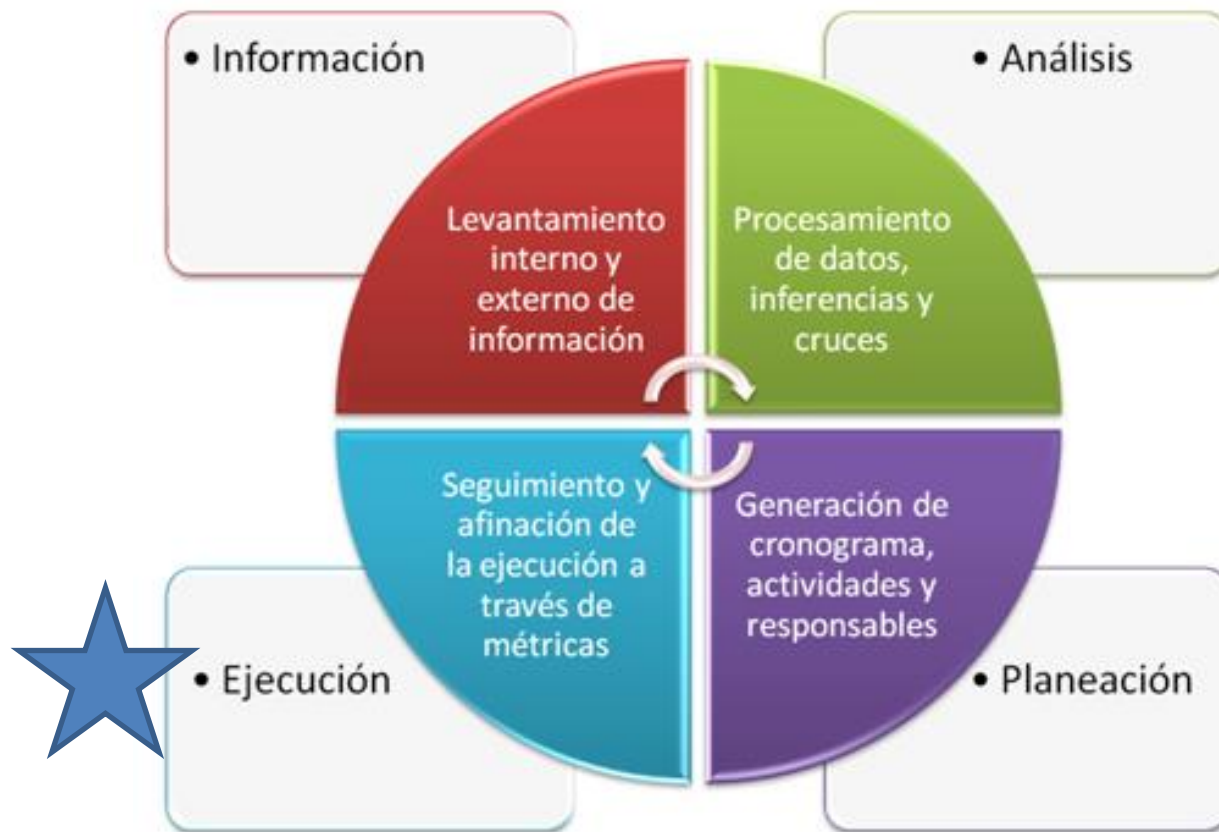 • Información
• Análisis
Levantamiento
interno y
externo de
información
Procesamiento
de datos,
inferencias y
cruces
Seguimiento y
afinación de
la ejecución a
través de
métricas
Generación de
cronograma,
actividades y
responsables
• Ejecución
• Planeación